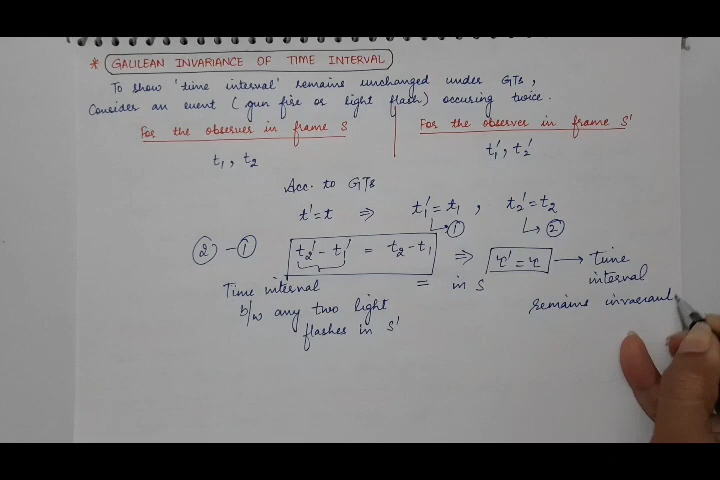 * GALILEAN INVARIANCE OF TIME INTERVAL
To show 'time interval' remains unchanged under GTs,
Consider an event (gun fire or light flash) occuring twice.
For the observer in frame S
For the observer in frame S'
t₁, t₂
t₁', t₂'
Acc. to GTs
t' = t ⇒ t₁' = t₁ , t₂' = t₂
① ②
② - ① t₂' - t₁' = t₂ - t₁ ⇒ τ' = τ → time
interval
remains invariant
Time interval = in S
b/w any two light
flashes in S'